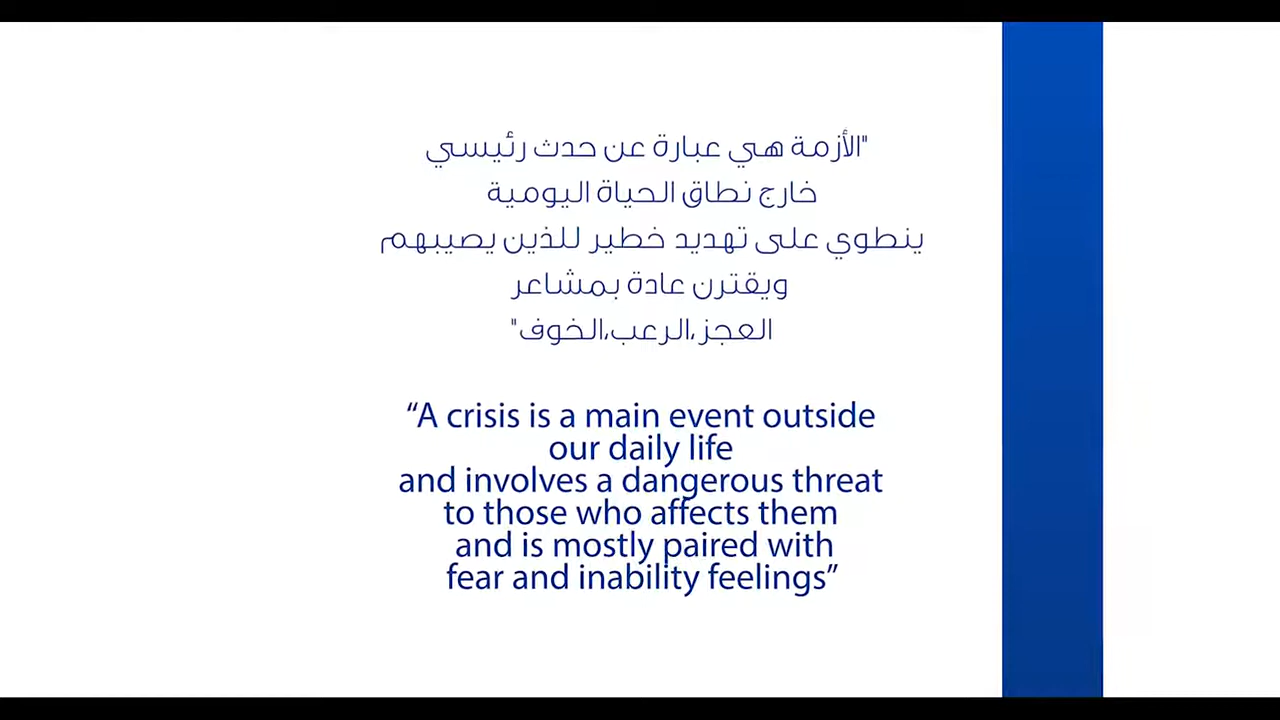 "الأزمة هي عبارة عن حدث رئيسي
خارج نطاق الحياة اليومية
ينطوي على تهديد خطير للذين يصيبهم
ويقترن عادة بمشاعر
العجز،الرعب،الخوف"
“A crisis is a main event outside
our daily life
and involves a dangerous threat
to those who affects them
and is mostly paired with
fear and inability feelings”